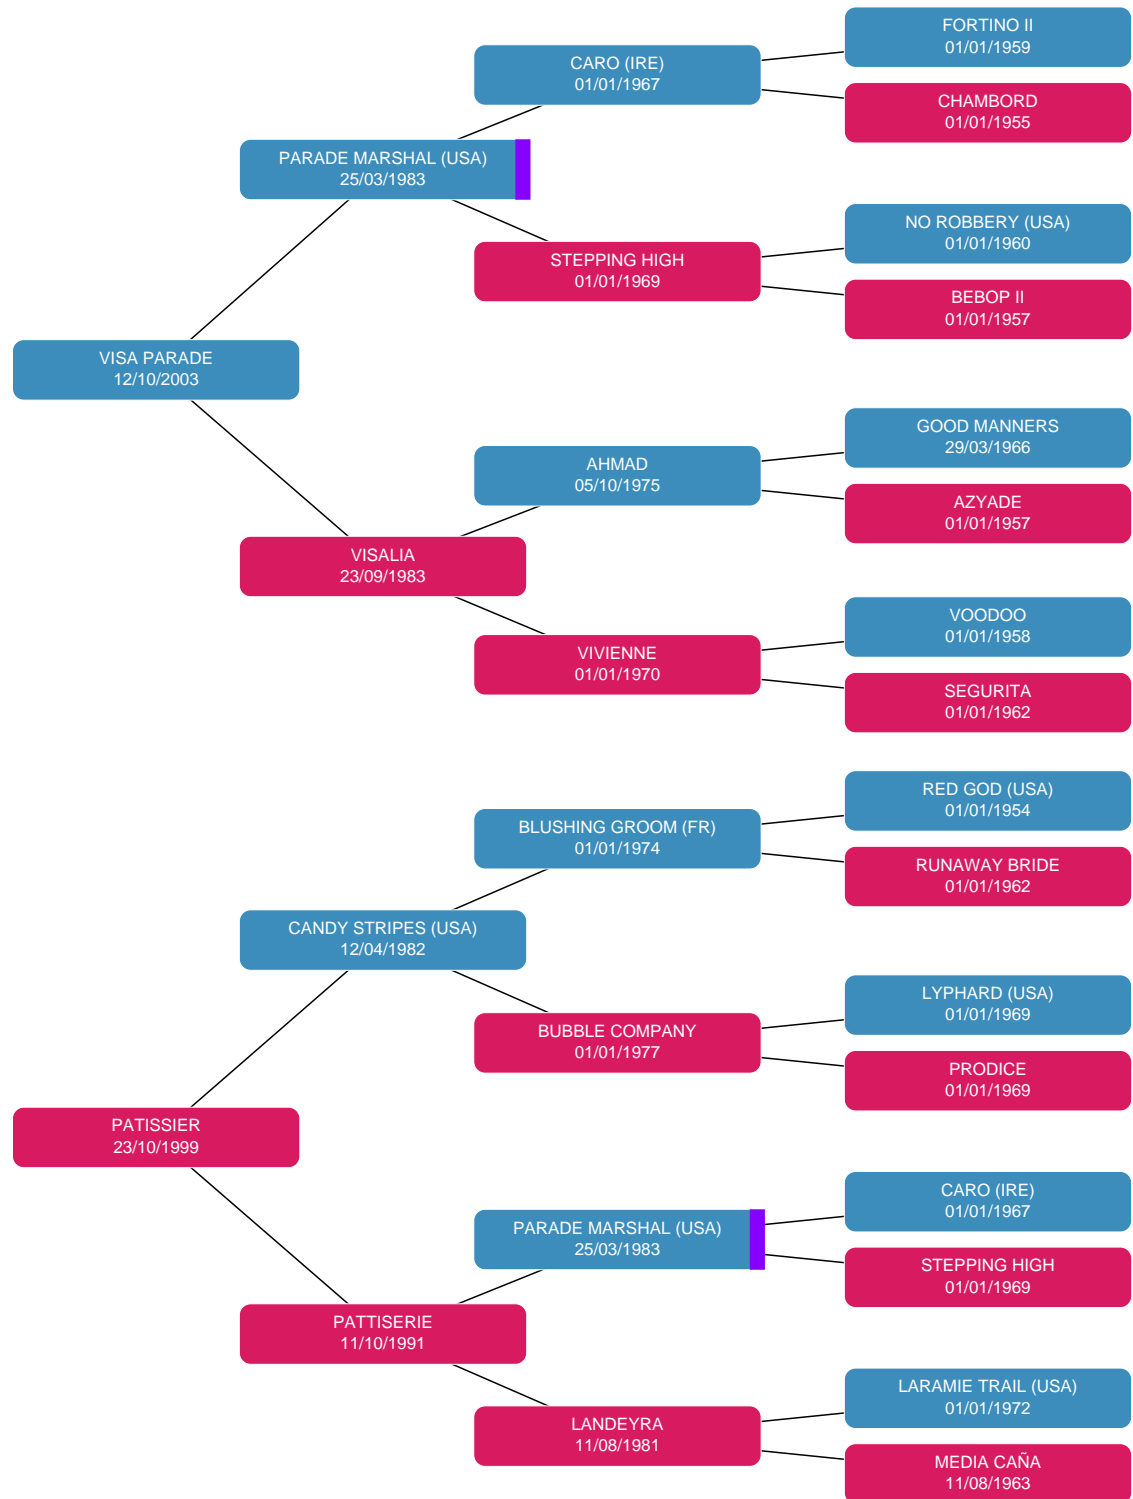 FORTINO II
01/01/1959
CARO (IRE)
01/01/1967
CHAMBORD
01/01/1955
PARADE MARSHAL (USA)
25/03/1983
NO ROBBERY (USA)
01/01/1960
STEPPING HIGH
01/01/1969
BEBOP II
01/01/1957
VISA PARADE
12/10/2003
GOOD MANNERS
29/03/1966
AHMAD
05/10/1975
AZYADE
01/01/1957
VISALIA
23/09/1983
VOODOO
01/01/1958
VIVIENNE
01/01/1970
SEGURITA
01/01/1962
RED GOD (USA)
01/01/1954
BLUSHING GROOM (FR)
01/01/1974
RUNAWAY BRIDE
01/01/1962
CANDY STRIPES (USA)
12/04/1982
LYPHARD (USA)
01/01/1969
BUBBLE COMPANY
01/01/1977
PRODICE
01/01/1969
PATISSIER
23/10/1999
CARO (IRE)
01/01/1967
PARADE MARSHAL (USA)
25/03/1983
STEPPING HIGH
01/01/1969
PATTISERIE
11/10/1991
LARAMIE TRAIL (USA)
01/01/1972
LANDEYRA
11/08/1981
MEDIA CAÑA
11/08/1963